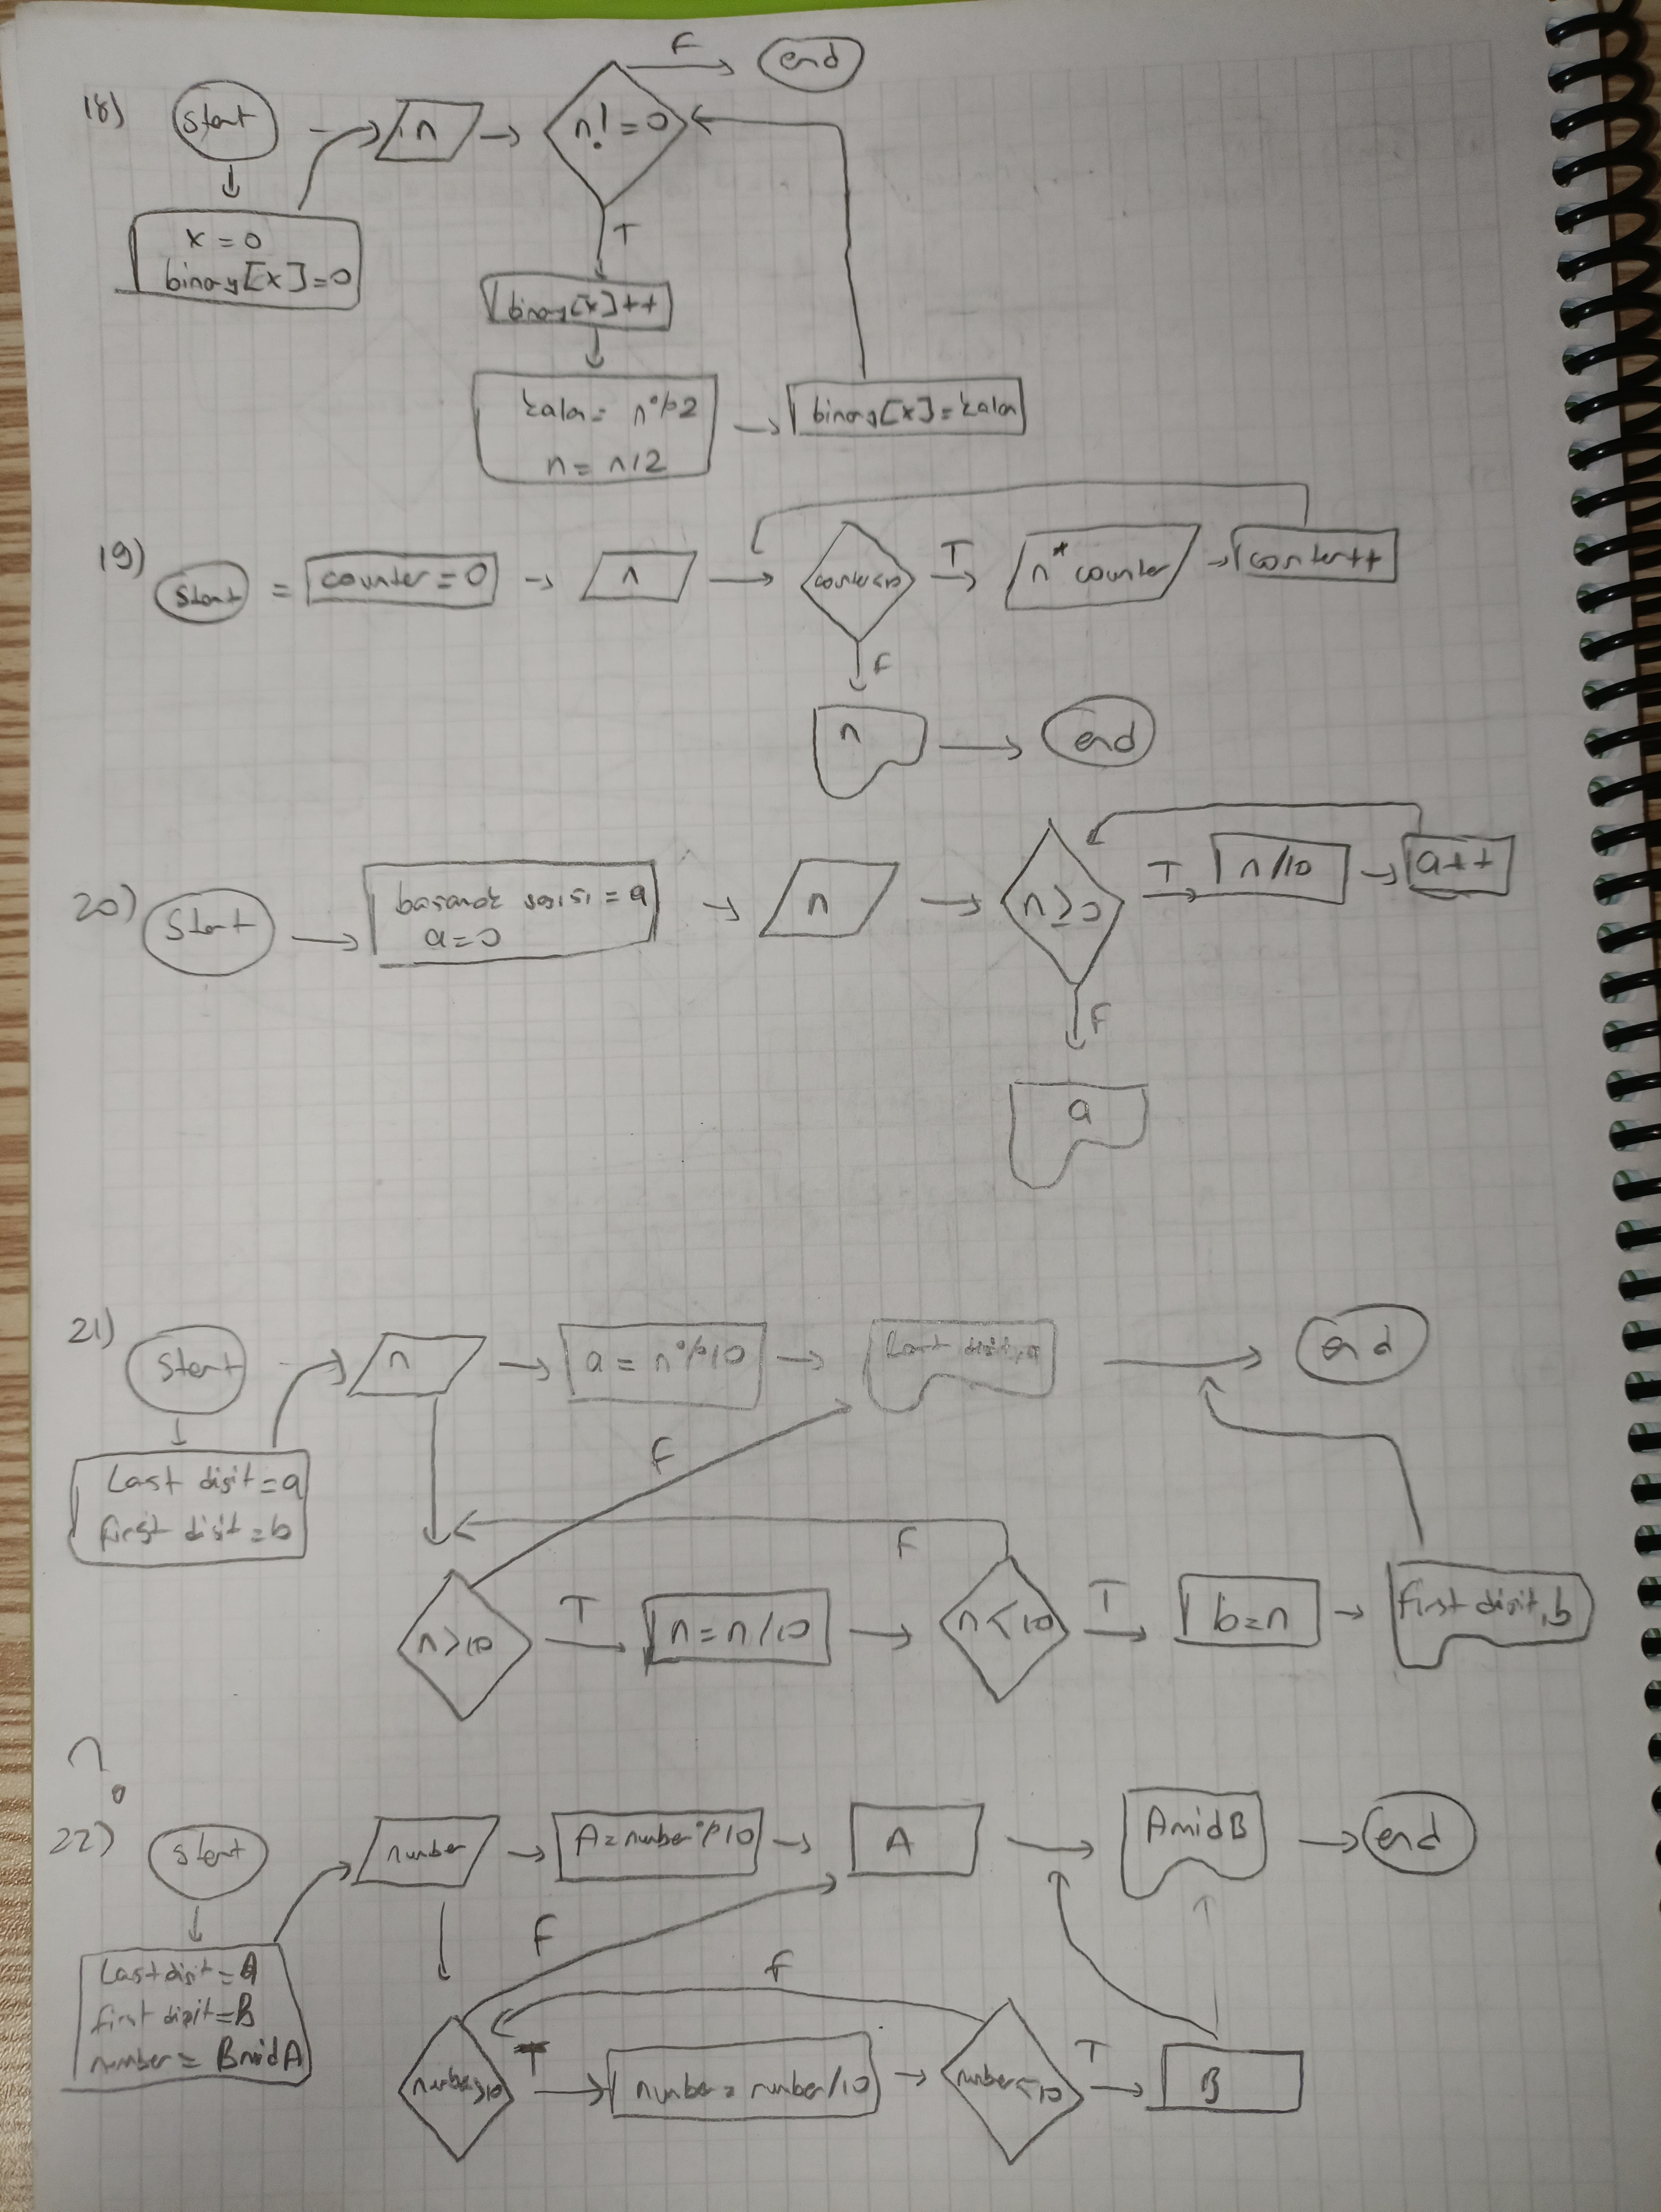 18) start n n!=0 F end
x=0
binary[x]=0
T
binary[x]++
kalan= n%2
n= n/2
binary[x]=kalan
19) start = counter=0 n counter<10 T n*counter counter++
F
n end
20) start basamak sayısı=a
a=0
n n≥0 T n/10 a++
F
a
21) start n a=n%10 Last digit,a end
Last digit=a
first digit=b
F
F
n>10 T n=n/10 n<10 T b=n first digit,b
?
22) start number A=number%10 A AmidB end
Last digit=A
first digit=B
number=BmidA
F
F
number>10 T number=number/10 number<10 T B